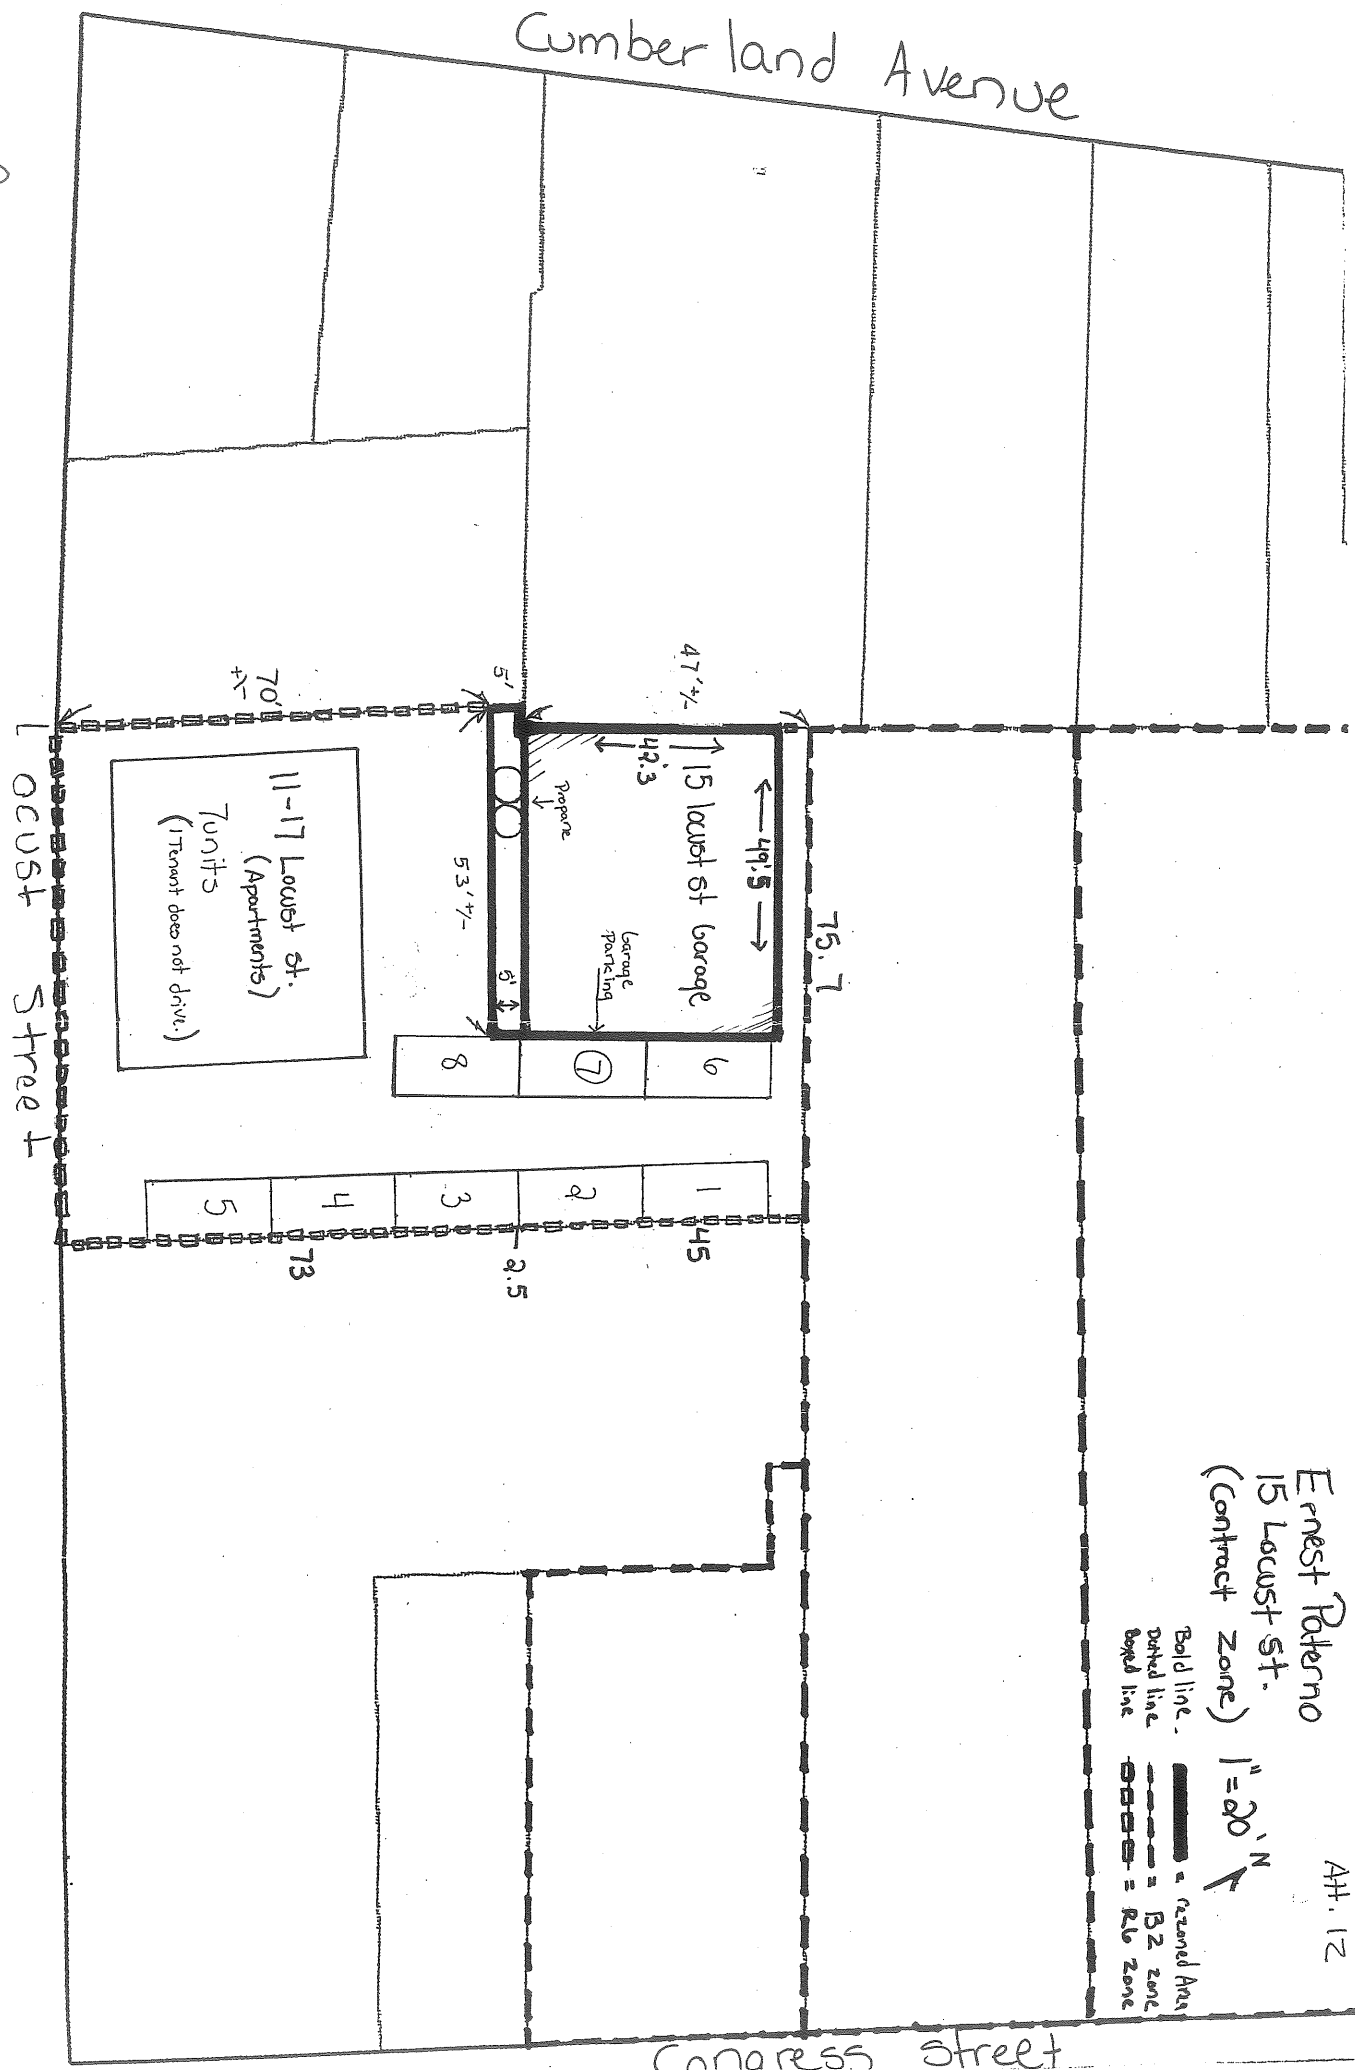 Cumberland Avenue
Att. 12
Ernest Paterno
15 Locust st.
(Contract zone) 1"=20' N
Bold line. = rezoned Area
Dotted line = B2 zone
Boxed line = R6 zone
47'+/-
5'
70'
+/-
15 locust st Garage
42.3
49.5
75.7
Propane
Garage
Parking
53'+/-
5'
11-17 Locust st.
(Apartments)
7 units
(1 Tenant does not drive.)
6
7
8
1
2
3
4
5
45
2.5
73
Locust Street
Congress Street